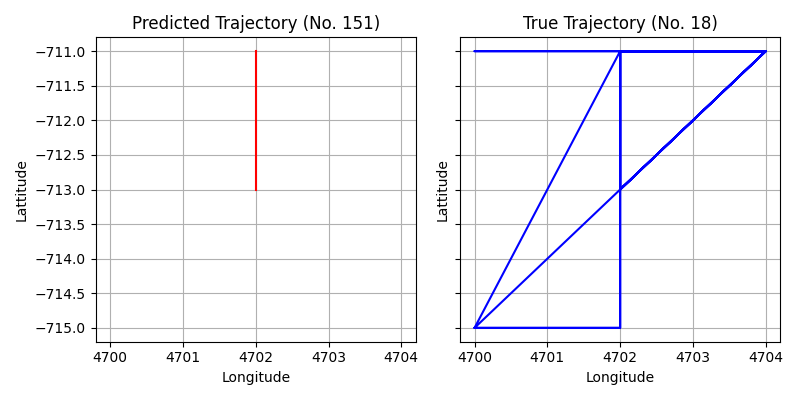 Predicted Trajectory (No. 151)
True Trajectory (No. 18)
−711.0
−711.5
−712.0
−712.5
−713.0
−713.5
−714.0
−714.5
−715.0
Lattitude
Lattitude
4700 4701 4702 4703 4704
4700 4701 4702 4703 4704
Longitude
Longitude